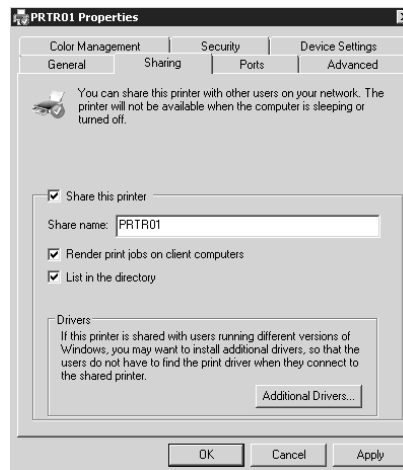 PRTR01 Properties
Color Management Security Device Settings
General Sharing Ports Advanced
You can share this printer with other users on your network. The
printer will not be available when the computer is sleeping or
turned off.
Share this printer
Share name: PRTR01
Render print jobs on client computers
List in the directory
Drivers
If this printer is shared with users running different versions of
Windows, you may want to install additional drivers, so that the
users do not have to find the print driver when they connect to
the shared printer.
Additional Drivers...
OK Cancel Apply